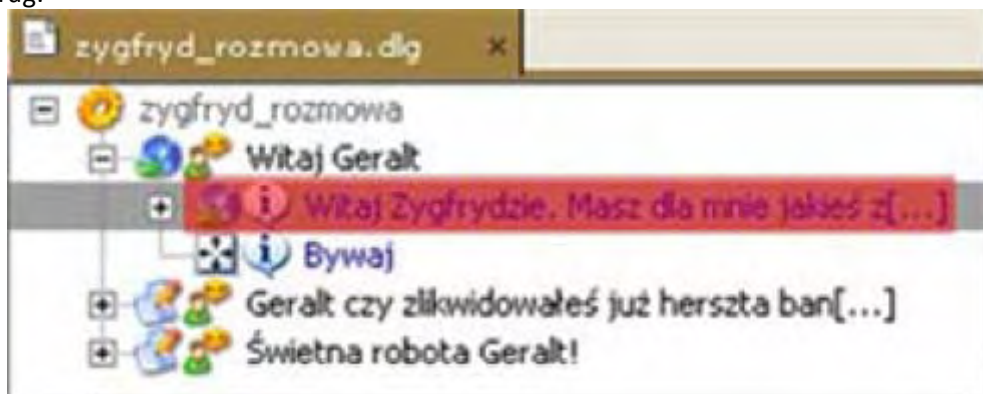 zygfryd_rozmowa.dlg
zygfryd_rozmowa
Witaj Geralt
Witaj Zygfrydzie. Masz dla mnie jakieś z[...]
Bywaj
Geralt czy zlikwidowałeś już herszta ban[...]
Świetna robota Geralt!